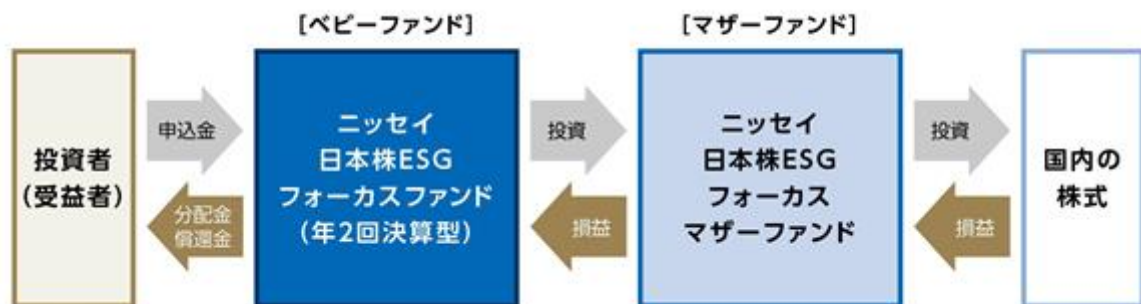 [ベビーファンド]
[マザーファンド]
投資者
(受益者)
申込金
分配金
償還金
ニッセイ
日本株ESG
フォーカスファンド
(年2回決算型)
投資
損益
ニッセイ
日本株ESG
フォーカス
マザーファンド
投資
損益
国内の
株式